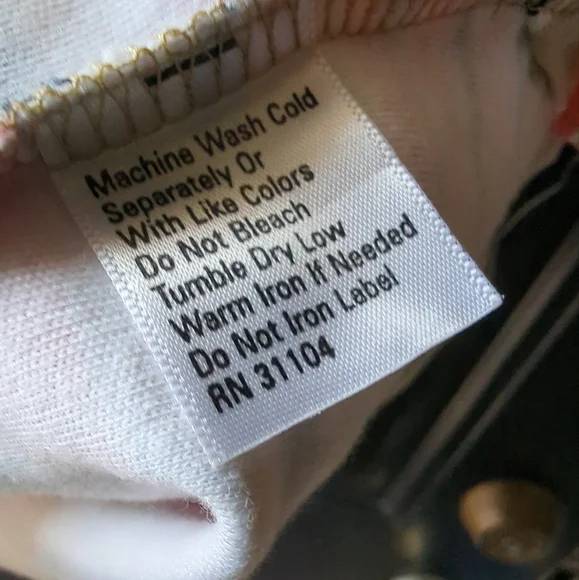 Machine Wash Cold
Separately Or
With Like Colors
Do Not Bleach
Tumble Dry Low
Warm Iron If Needed
Do Not Iron Label
RN 31104